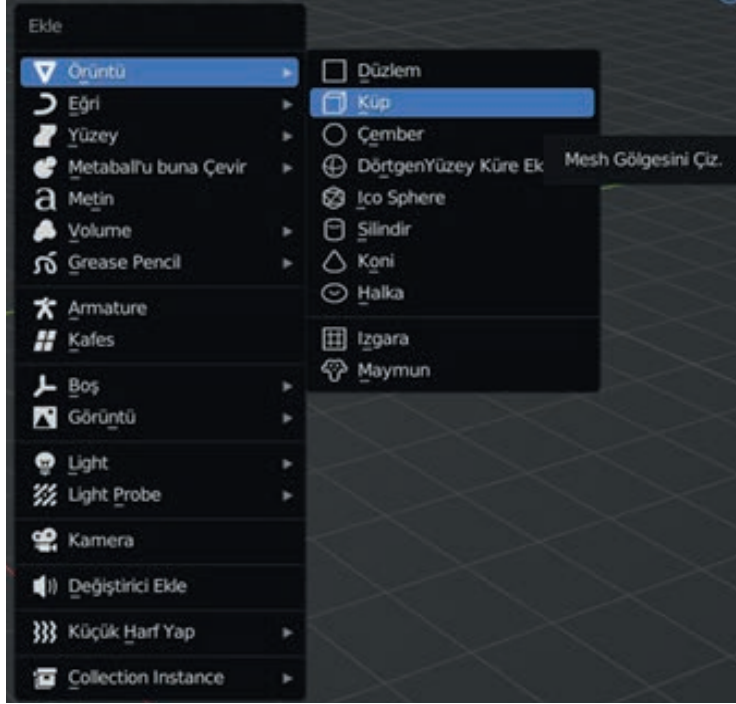 Ekle
Örüntü
Eğri
Yüzey
Metaball'u buna Çevir
Metin
Volume
Grease Pencil
Armature
Kafes
Boş
Görüntü
Light
Light Probe
Kamera
Değiştirici Ekle
Küçük Harf Yap
Collection Instance
Düzlem
Küp
Çember
DörtgenYüzey Küre Ek
Ico Sphere
Silindir
Koni
Halka
Izgara
Maymun
Mesh Gölgesini Çiz.